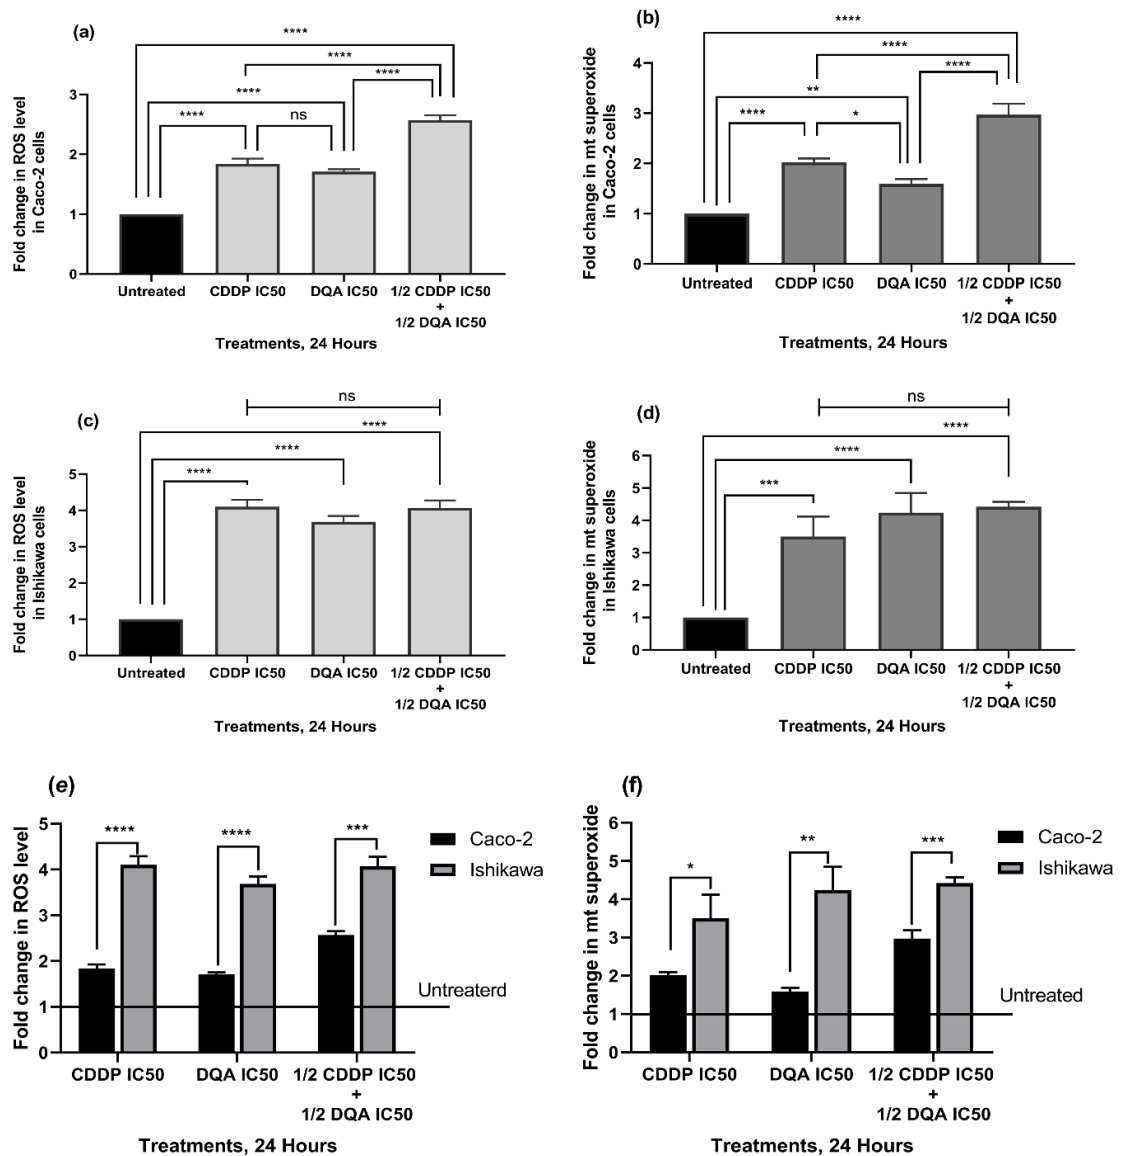 (a)
****
****
****
****
****
ns
Fold change in ROS level
in Caco-2 cells
3
2
1
0
Untreated
CDDP IC50
DQA IC50
1/2 CDDP IC50
+
1/2 DQA IC50
Treatments, 24 Hours
(b)
****
****
****
**
****
*
Fold change in mt superoxide
in Caco-2 cells
4
3
2
1
0
Untreated
CDDP IC50
DQA IC50
1/2 CDDP IC50
+
1/2 DQA IC50
Treatments, 24 Hours
(c)
ns
****
****
****
Fold change in ROS level
in Ishikawa cells
5
4
3
2
1
0
Untreated
CDDP IC50
DQA IC50
1/2 CDDP IC50
+
1/2 DQA IC50
Treatments, 24 Hours
(d)
ns
****
****
***
Fold change in mt superoxide
in Ishikawa cells
6
5
4
3
2
1
0
Untreated
CDDP IC50
DQA IC50
1/2 CDDP IC50
+
1/2 DQA IC50
Treatments, 24 Hours
(e)
****
****
***
Caco-2
Ishikawa
Fold change in ROS level
5
4
3
2
1
0
Untreaterd
CDDP IC50
DQA IC50
1/2 CDDP IC50
+
1/2 DQA IC50
Treatments, 24 Hours
(f)
*
**
***
Caco-2
Ishikawa
Fold change in mt superoxide
6
5
4
3
2
1
0
Untreated
CDDP IC50
DQA IC50
1/2 CDDP IC50
+
1/2 DQA IC50
Treatments, 24 Hours